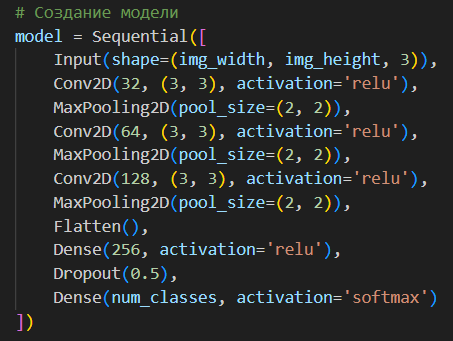 # Создание модели
model = Sequential([
    Input(shape=(img_width, img_height, 3)),
    Conv2D(32, (3, 3), activation='relu'),
    MaxPooling2D(pool_size=(2, 2)),
    Conv2D(64, (3, 3), activation='relu'),
    MaxPooling2D(pool_size=(2, 2)),
    Conv2D(128, (3, 3), activation='relu'),
    MaxPooling2D(pool_size=(2, 2)),
    Flatten(),
    Dense(256, activation='relu'),
    Dropout(0.5),
    Dense(num_classes, activation='softmax')
])